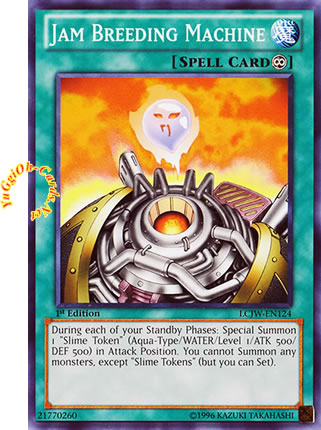 JAM BREEDING MACHINE
[SPELL CARD]
YuGgiOh-Cards.Net
1st Edition
LCJW-EN124
During each of your Standby Phases: Special Summon
1 "Slime Token" (Aqua-Type/WATER/Level 1/ATK 500/
DEF 500) in Attack Position. You cannot Summon any
monsters, except "Slime Tokens" (but you can Set).
21770260
©1996 KAZUKI TAKAHASHI